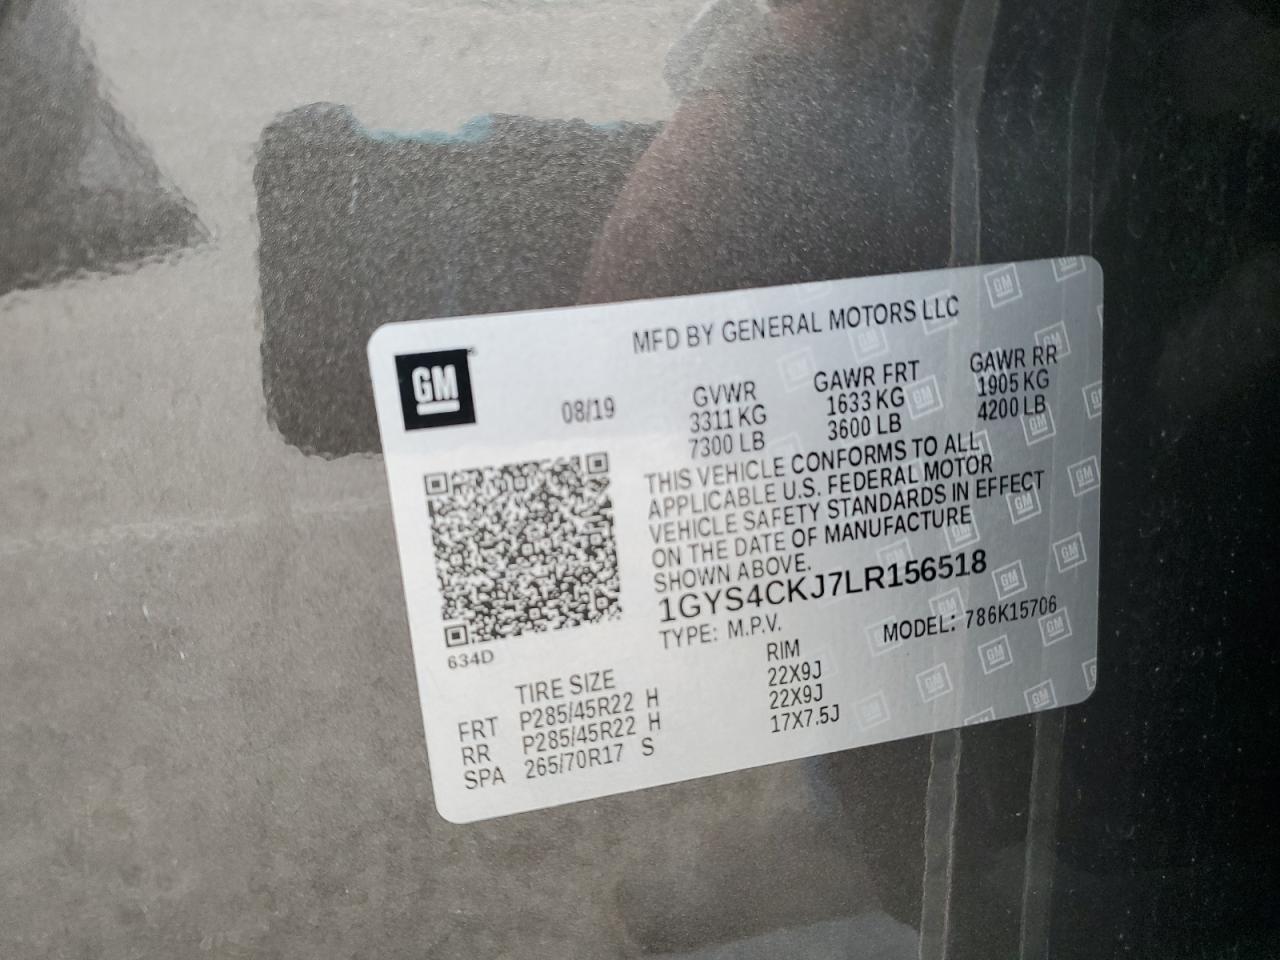 MFD BY GENERAL MOTORS LLC
GM
08/19
GVWR
3311 KG
7300 LB
GAWR FRT
1633 KG
3600 LB
GAWR RR
1905 KG
4200 LB
THIS VEHICLE CONFORMS TO ALL
APPLICABLE U.S. FEDERAL MOTOR
VEHICLE SAFETY STANDARDS IN EFFECT
ON THE DATE OF MANUFACTURE
SHOWN ABOVE.
1GYS4CKJ7LR156518
TYPE: M.P.V.
MODEL: 786K15706
634D
TIRE SIZE
RIM
FRT P285/45R22 H 22X9J
RR P285/45R22 H 22X9J
SPA 265/70R17 S 17X7.5J